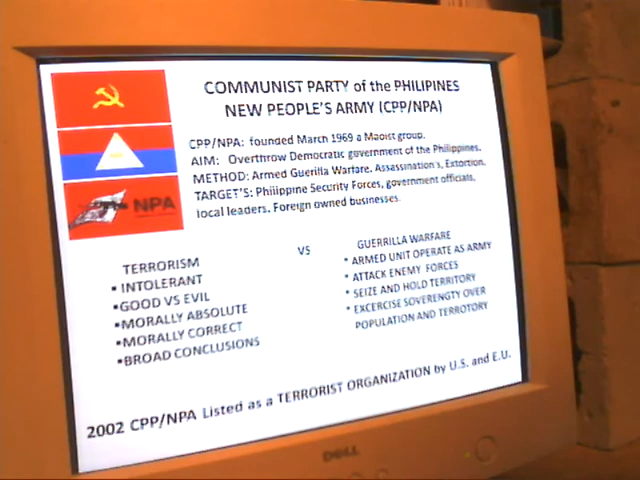 COMMUNIST PARTY of the PHILIPINES
NEW PEOPLE'S ARMY (CPP/NPA)
CPP/NPA: founded March 1969 a Maoist group.
AIM: Overthrow Democratic government of the Philippines.
METHOD: Armed Guerilla Warfare, Assassination's, Extortion.
TARGET'S: Philippine Security Forces, government officials,
local leaders, Foreign owned businesses.
NPA
VS
TERRORISM
• INTOLERANT
• GOOD VS EVIL
• MORALLY ABSOLUTE
• MORALLY CORRECT
• BROAD CONCLUSIONS
GUERRILLA WARFARE
* ARMED UNIT OPERATE AS ARMY
* ATTACK ENEMY FORCES
* SEIZE AND HOLD TERRITORY
* EXCERCISE SOVERENGTY OVER
POPULATION AND TERROTORY
2002 CPP/NPA Listed as a TERRORIST ORGANIZATION by U.S. and E.U.
DELL